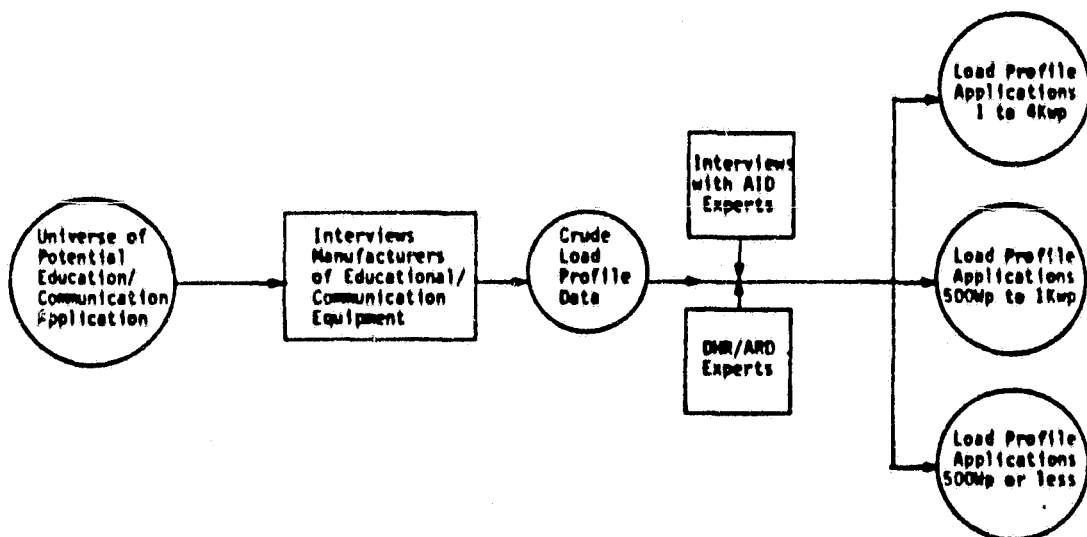 Universe of
Potential
Education/
Communication
Application
Interviews
Manufacturers
of Educational/
Communication
Equipment
Crude
Load
Profile
Data
Interviews
with AID
Experts
DHR/ARD
Experts
Load Profile
Applications
1 to 4Kwp
Load Profile
Applications
500Wp to 1Kwp
Load Profile
Applications
500Wp or less